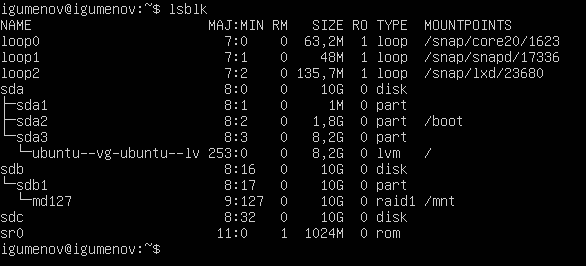 igumenov@igumenov:~$ lsblk
NAME                      MAJ:MIN RM   SIZE RO TYPE  MOUNTPOINTS
loop0                       7:0    0  63,2M  1 loop  /snap/core20/1623
loop1                       7:1    0    48M  1 loop  /snap/snapd/17336
loop2                       7:2    0 135,7M  1 loop  /snap/lxd/23680
sda                         8:0    0    10G  0 disk
├─sda1                      8:1    0     1M  0 part
├─sda2                      8:2    0   1,8G  0 part  /boot
└─sda3                      8:3    0   8,2G  0 part
  └─ubuntu--vg-ubuntu--lv 253:0    0   8,2G  0 lvm   /
sdb                         8:16   0    10G  0 disk
└─sdb1                      8:17   0    10G  0 part
  └─md127                   9:127  0    10G  0 raid1 /mnt
sdc                         8:32   0    10G  0 disk
sr0                        11:0    1  1024M  0 rom
igumenov@igumenov:~$